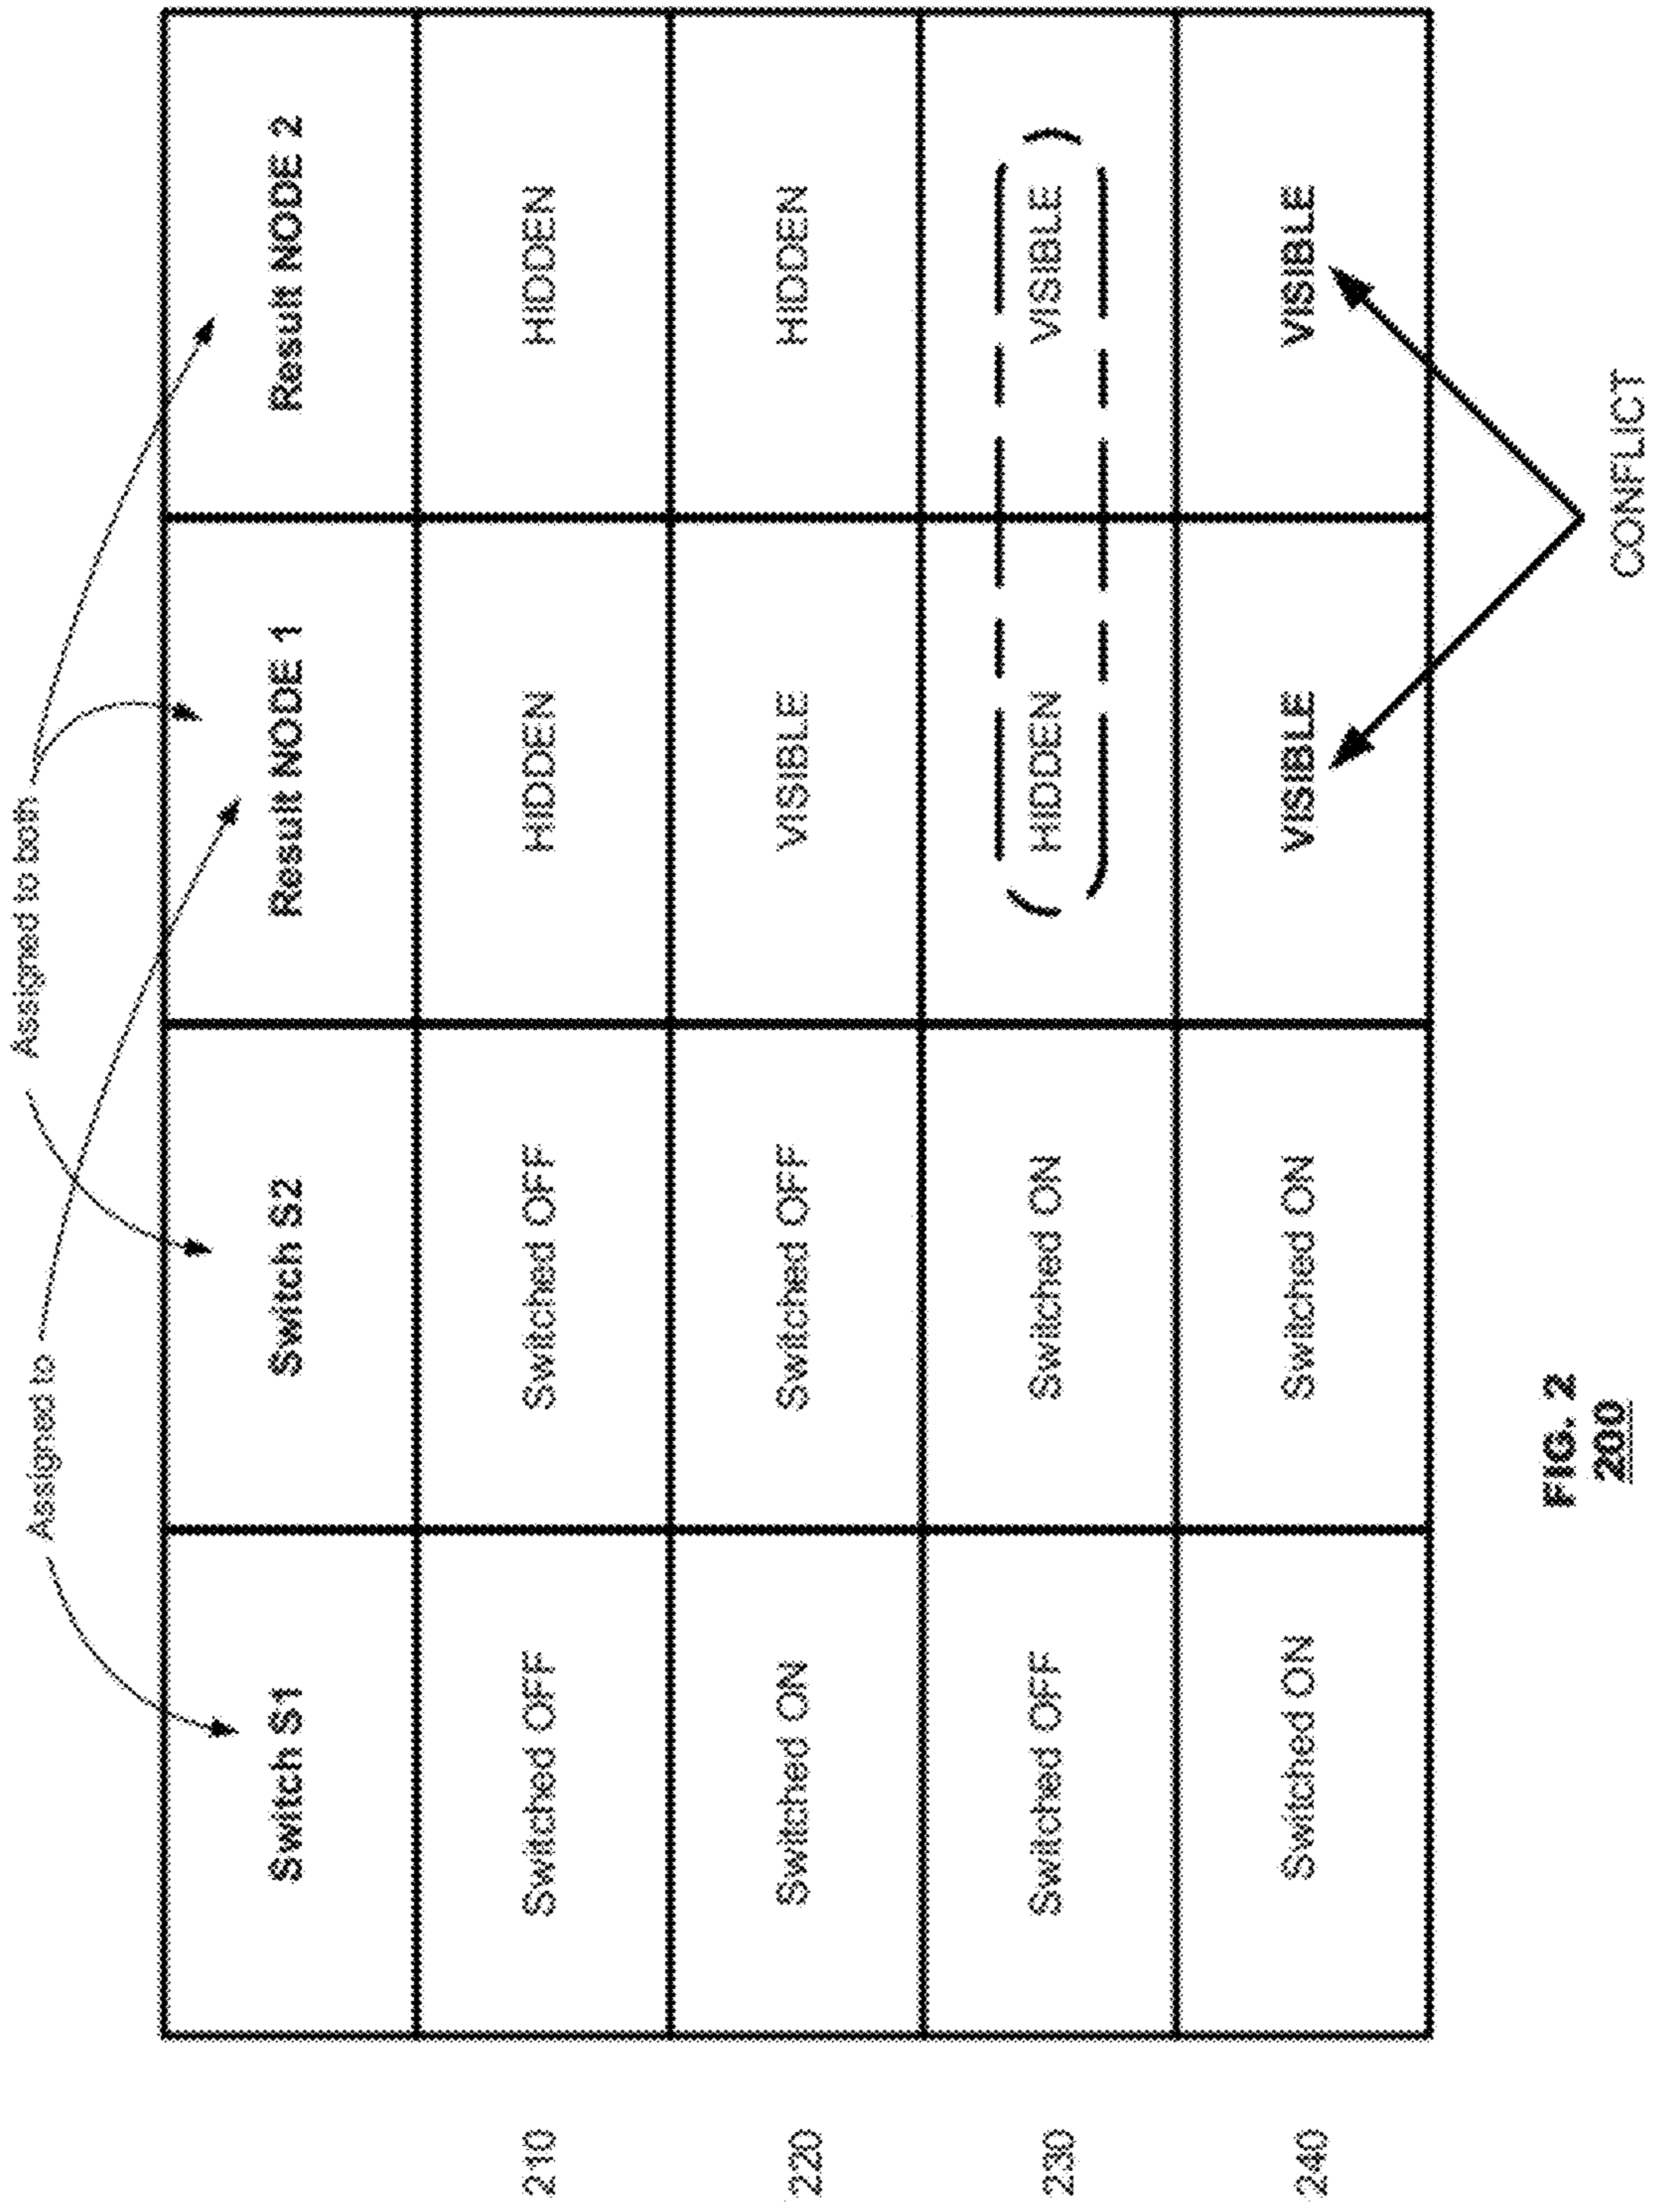 Assigned to
Assigned to both
Switch S1 Switch S2 Result NODE 1 Result NODE 2
210 Switched OFF Switched OFF HIDDEN HIDDEN
220 Switched ON Switched OFF VISIBLE HIDDEN
230 Switched OFF Switched ON HIDDEN VISIBLE
240 Switched ON Switched ON VISIBLE VISIBLE
CONFLICT
FIG. 2
200